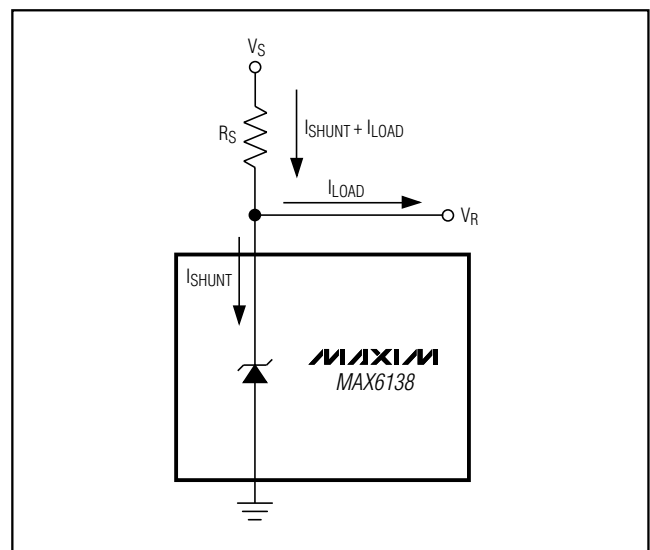 VS
RS
ISHUNT + ILOAD
ILOAD
VR
ISHUNT
MAXIM
MAX6138